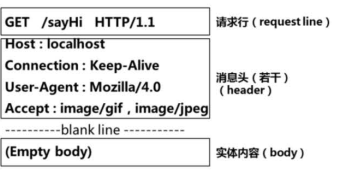 GET /sayHi HTTP/1.1 请求行（request line）
Host : localhost
Connection : Keep-Alive
User-Agent : Mozilla/4.0 消息头（若干）
Accept : image/gif , image/jpeg （header）
----------blank line -----------
(Empty body) 实体内容（body）